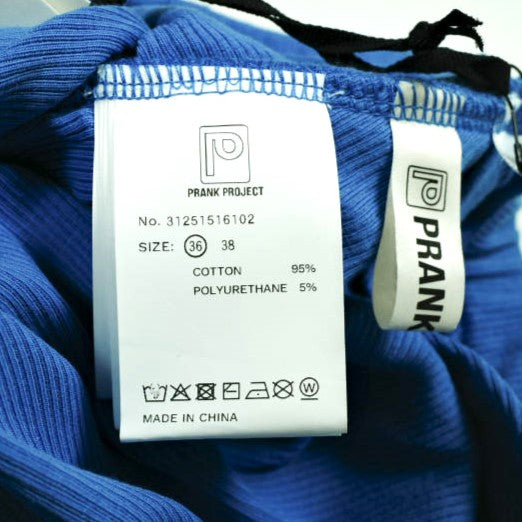 PRANK PROJECT
No. 31251516102
SIZE: 36 38
COTTON 95%
POLYURETHANE 5%
W
MADE IN CHINA
P PRANK